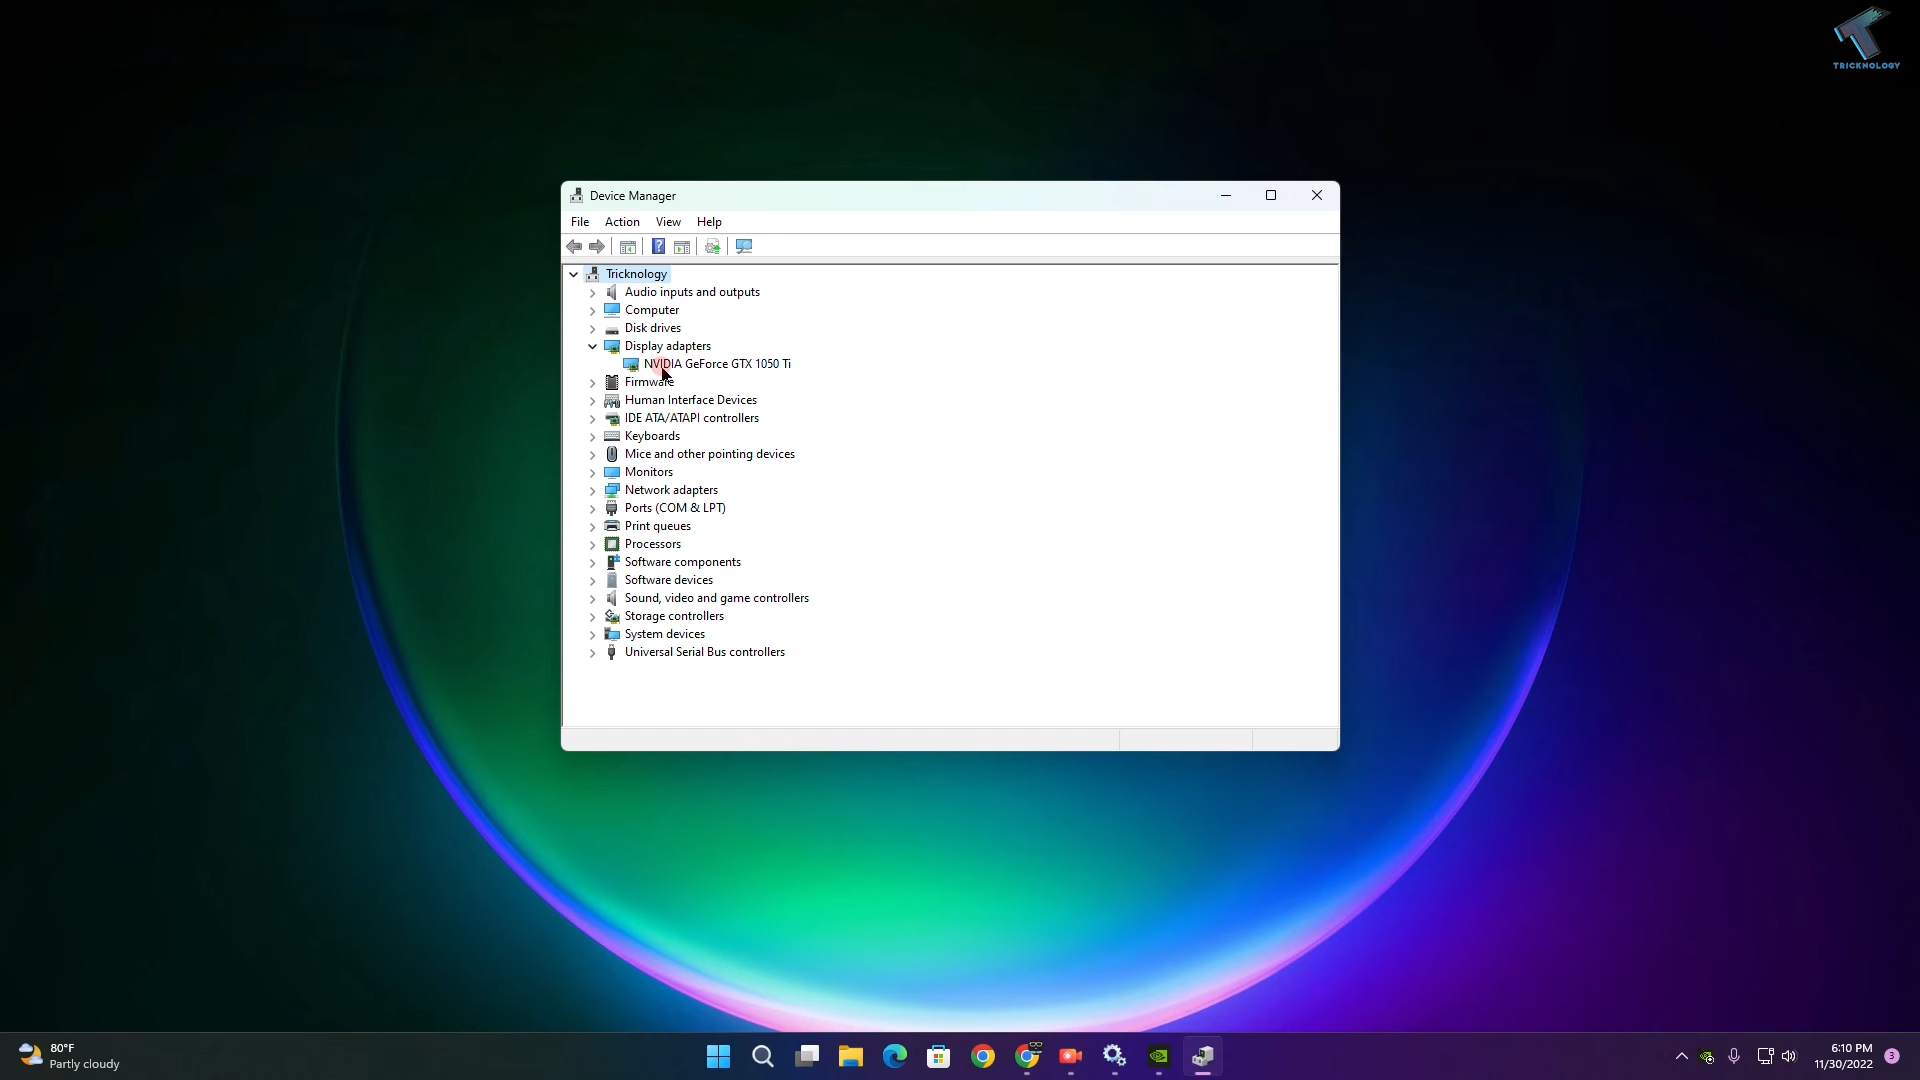 TRICKNOLOGY
Device Manager
File Action View Help
Tricknology
Audio inputs and outputs
Computer
Disk drives
Display adapters
NVIDIA GeForce GTX 1050 Ti
Firmware
Human Interface Devices
IDE ATA/ATAPI controllers
Keyboards
Mice and other pointing devices
Monitors
Network adapters
Ports (COM & LPT)
Print queues
Processors
Software components
Software devices
Sound, video and game controllers
Storage controllers
System devices
Universal Serial Bus controllers
80°F
Partly cloudy
6:10 PM
11/30/2022
3